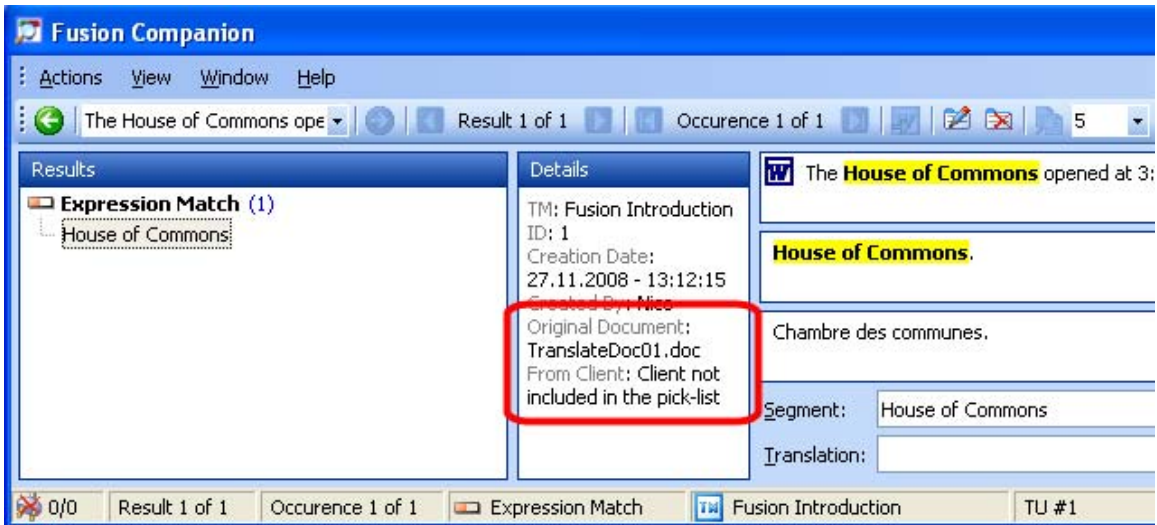 Fusion Companion
Actions View Window Help
The House of Commons ope Result 1 of 1 Occurence 1 of 1 5
Results
Expression Match (1)
House of Commons
Details
TM: Fusion Introduction
ID: 1
Creation Date:
27.11.2008 - 13:12:15
Created By: Nico
Original Document:
TranslateDoc01.doc
From Client: Client not
included in the pick-list
W The House of Commons opened at 3:
House of Commons.
Chambre des communes.
Segment: House of Commons
Translation:
0/0 Result 1 of 1 Occurence 1 of 1 Expression Match TM Fusion Introduction TU #1